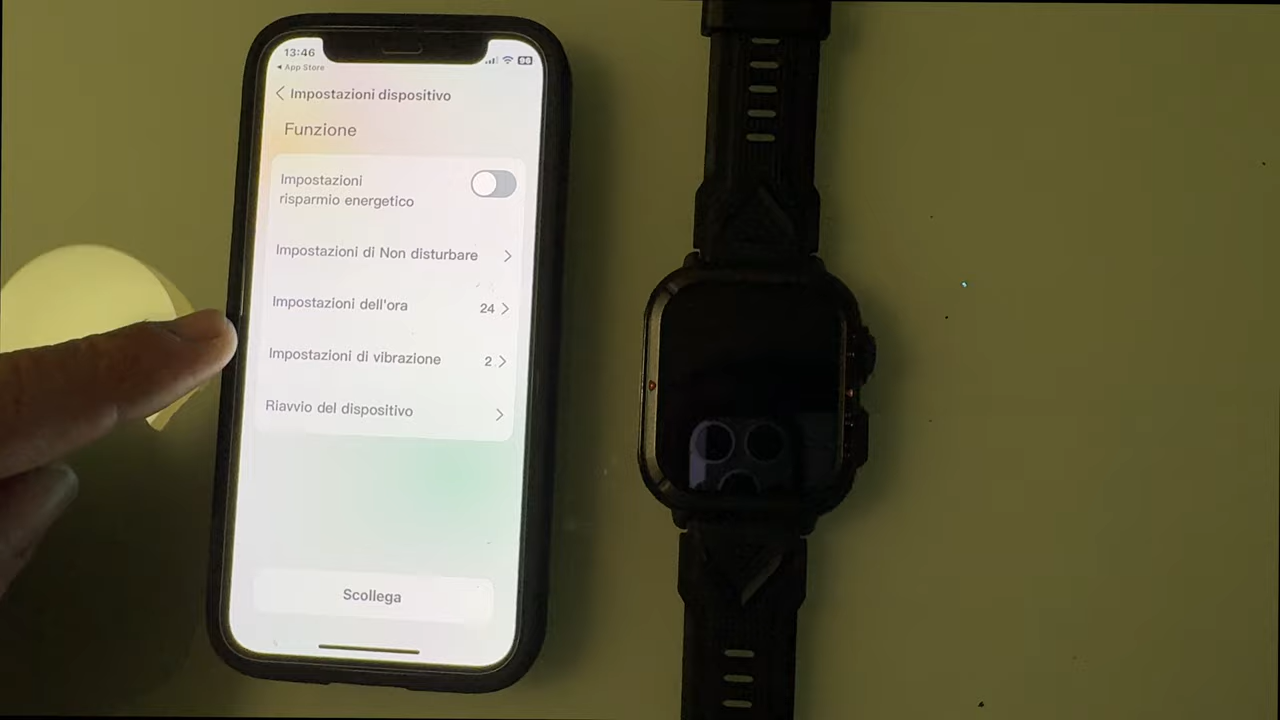 13:46
◂ App Store
66
Impostazioni dispositivo
Funzione
Impostazioni
risparmio energetico
Impostazioni di Non disturbare
Impostazioni dell'ora 24
Impostazioni di vibrazione 2
Riavvio del dispositivo
Scollega